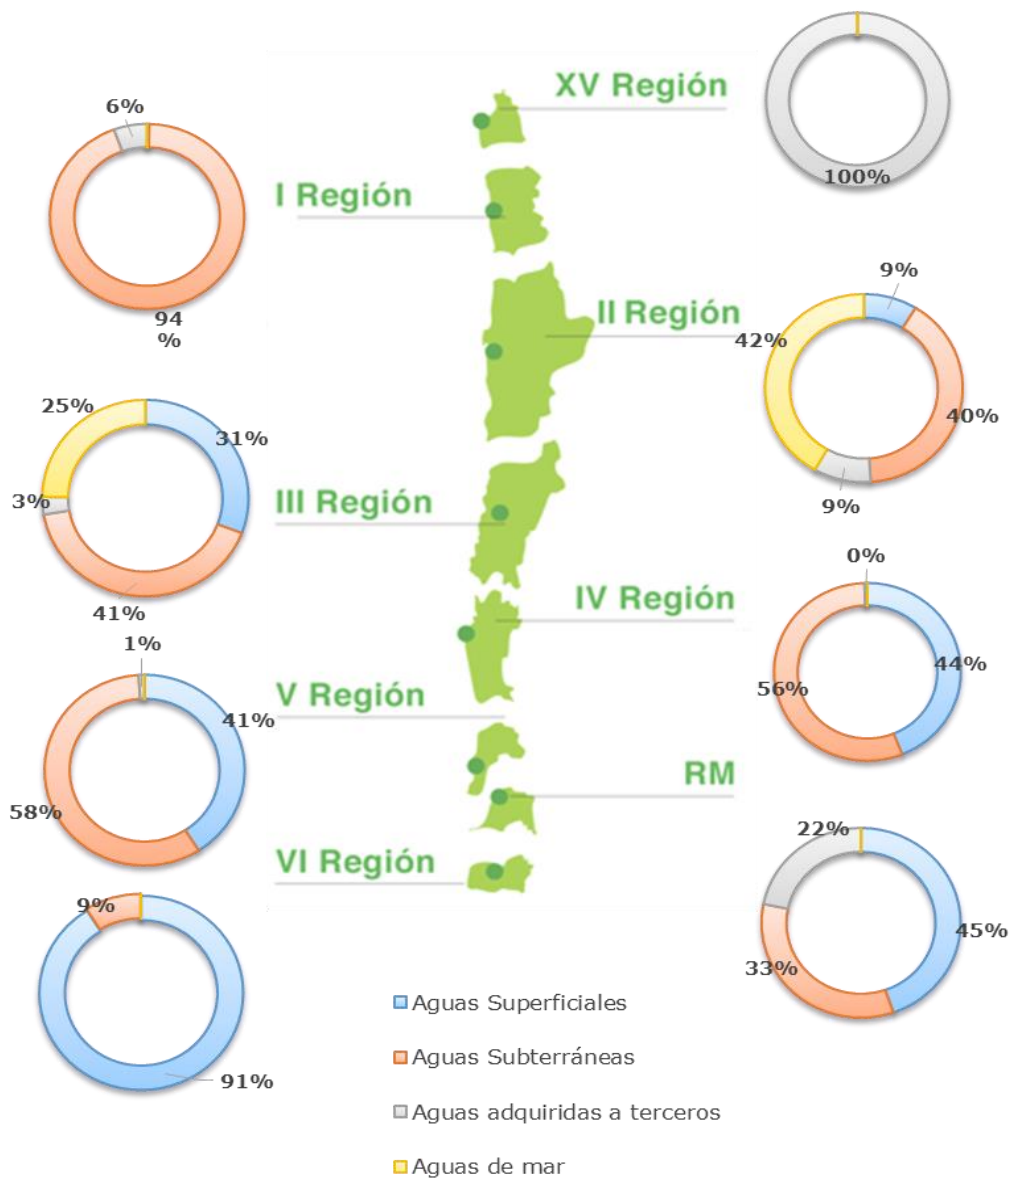 XV Región
100%
6%
I Región
94
%
9%
II Región
42%
40%
9%
25%
31%
3%
III Región
41%
0%
IV Región
44%
56%
1%
V Región
41%
58%
RM
22%
45%
33%
VI Región
9%
91%
Aguas Superficiales
Aguas Subterráneas
Aguas adquiridas a terceros
Aguas de mar